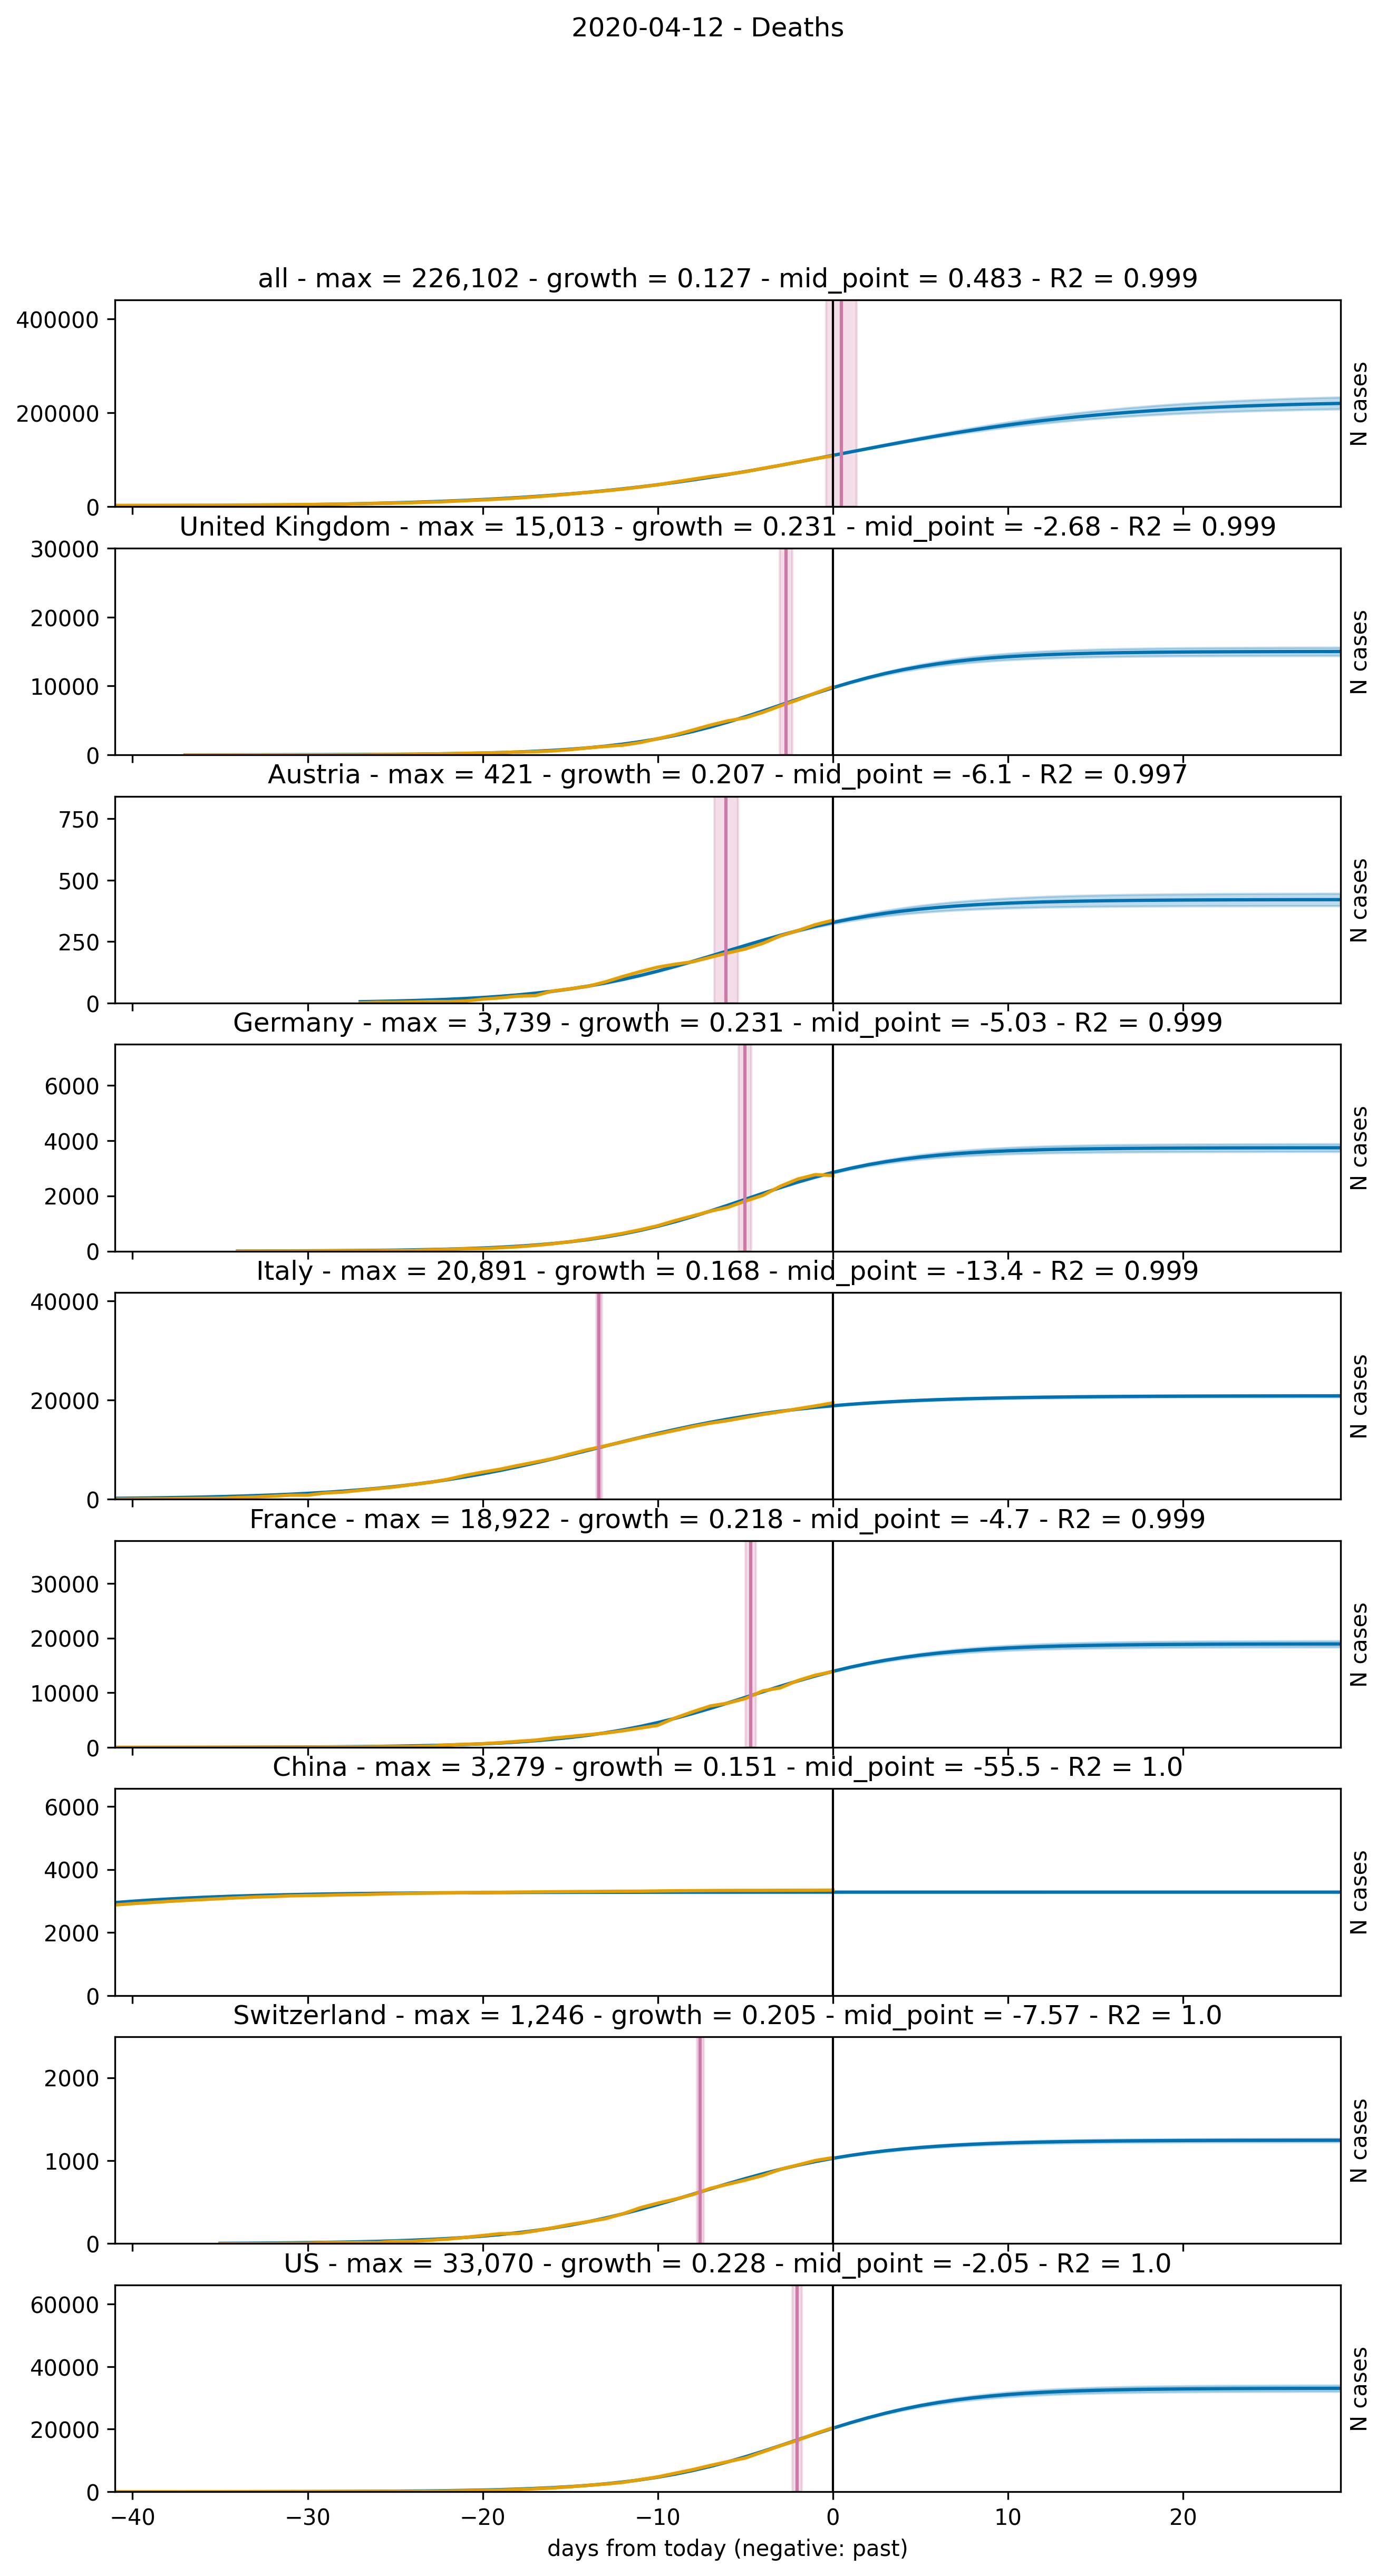 2020-04-12 - Deaths
all - max = 226,102 - growth = 0.127 - mid_point = 0.483 - R2 = 0.999
400000
200000
0
N cases
United Kingdom - max = 15,013 - growth = 0.231 - mid_point = -2.68 - R2 = 0.999
30000
20000
10000
0
N cases
Austria - max = 421 - growth = 0.207 - mid_point = -6.1 - R2 = 0.997
750
500
250
0
N cases
Germany - max = 3,739 - growth = 0.231 - mid_point = -5.03 - R2 = 0.999
6000
4000
2000
0
N cases
Italy - max = 20,891 - growth = 0.168 - mid_point = -13.4 - R2 = 0.999
40000
20000
0
N cases
France - max = 18,922 - growth = 0.218 - mid_point = -4.7 - R2 = 0.999
30000
20000
10000
0
N cases
China - max = 3,279 - growth = 0.151 - mid_point = -55.5 - R2 = 1.0
6000
4000
2000
0
N cases
Switzerland - max = 1,246 - growth = 0.205 - mid_point = -7.57 - R2 = 1.0
2000
1000
0
N cases
US - max = 33,070 - growth = 0.228 - mid_point = -2.05 - R2 = 1.0
60000
40000
20000
0
N cases
−40 −30 −20 −10 0 10 20
days from today (negative: past)